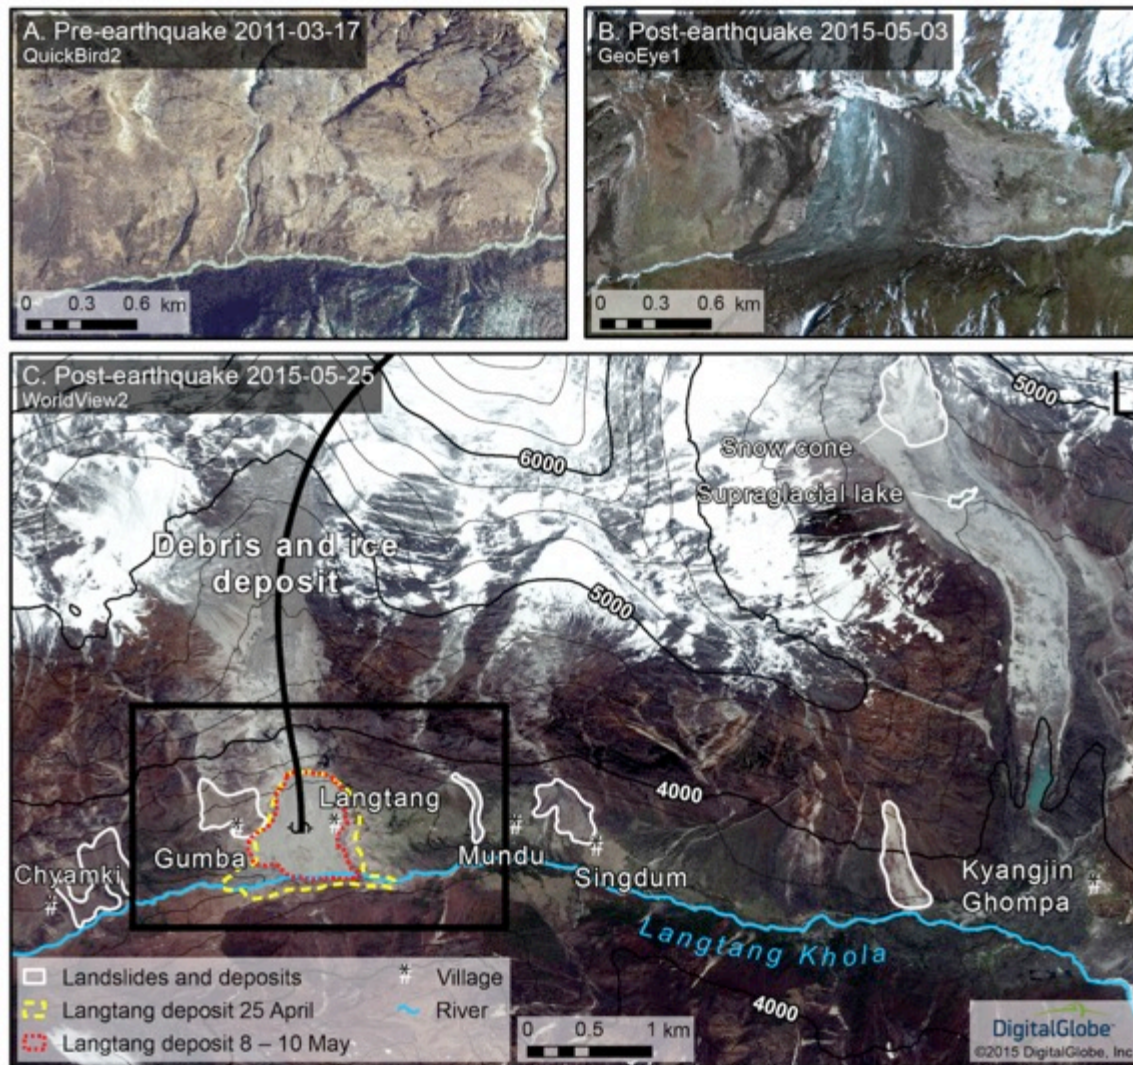 A. Pre-earthquake 2011-03-17
QuickBird2
0 0.3 0.6 km
B. Post-earthquake 2015-05-03
GeoEye1
0 0.3 0.6 km
C. Post-earthquake 2015-05-25
WorldView2
L
5000
6000
Snow cone
Supraglacial lake
Debris and ice
deposit
5000
4000
Langtang
Gumba
Mundu
Chyamki
Singdum
Kyangjin
Ghompa
Langtang Khola
4000
Landslides and deposits
Village
Langtang deposit 25 April
River
Langtang deposit 8 – 10 May
0 0.5 1 km
DigitalGlobe
©2015 DigitalGlobe, Inc